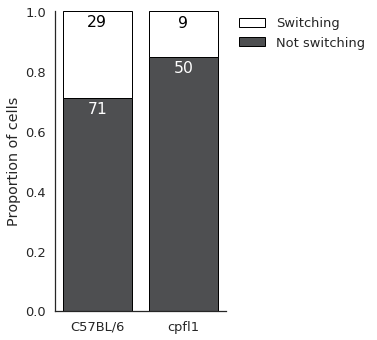 Proportion of cells
1.0
0.8
0.6
0.4
0.2
0.0
29
9
71
50
C57BL/6
cpfl1
Switching
Not switching